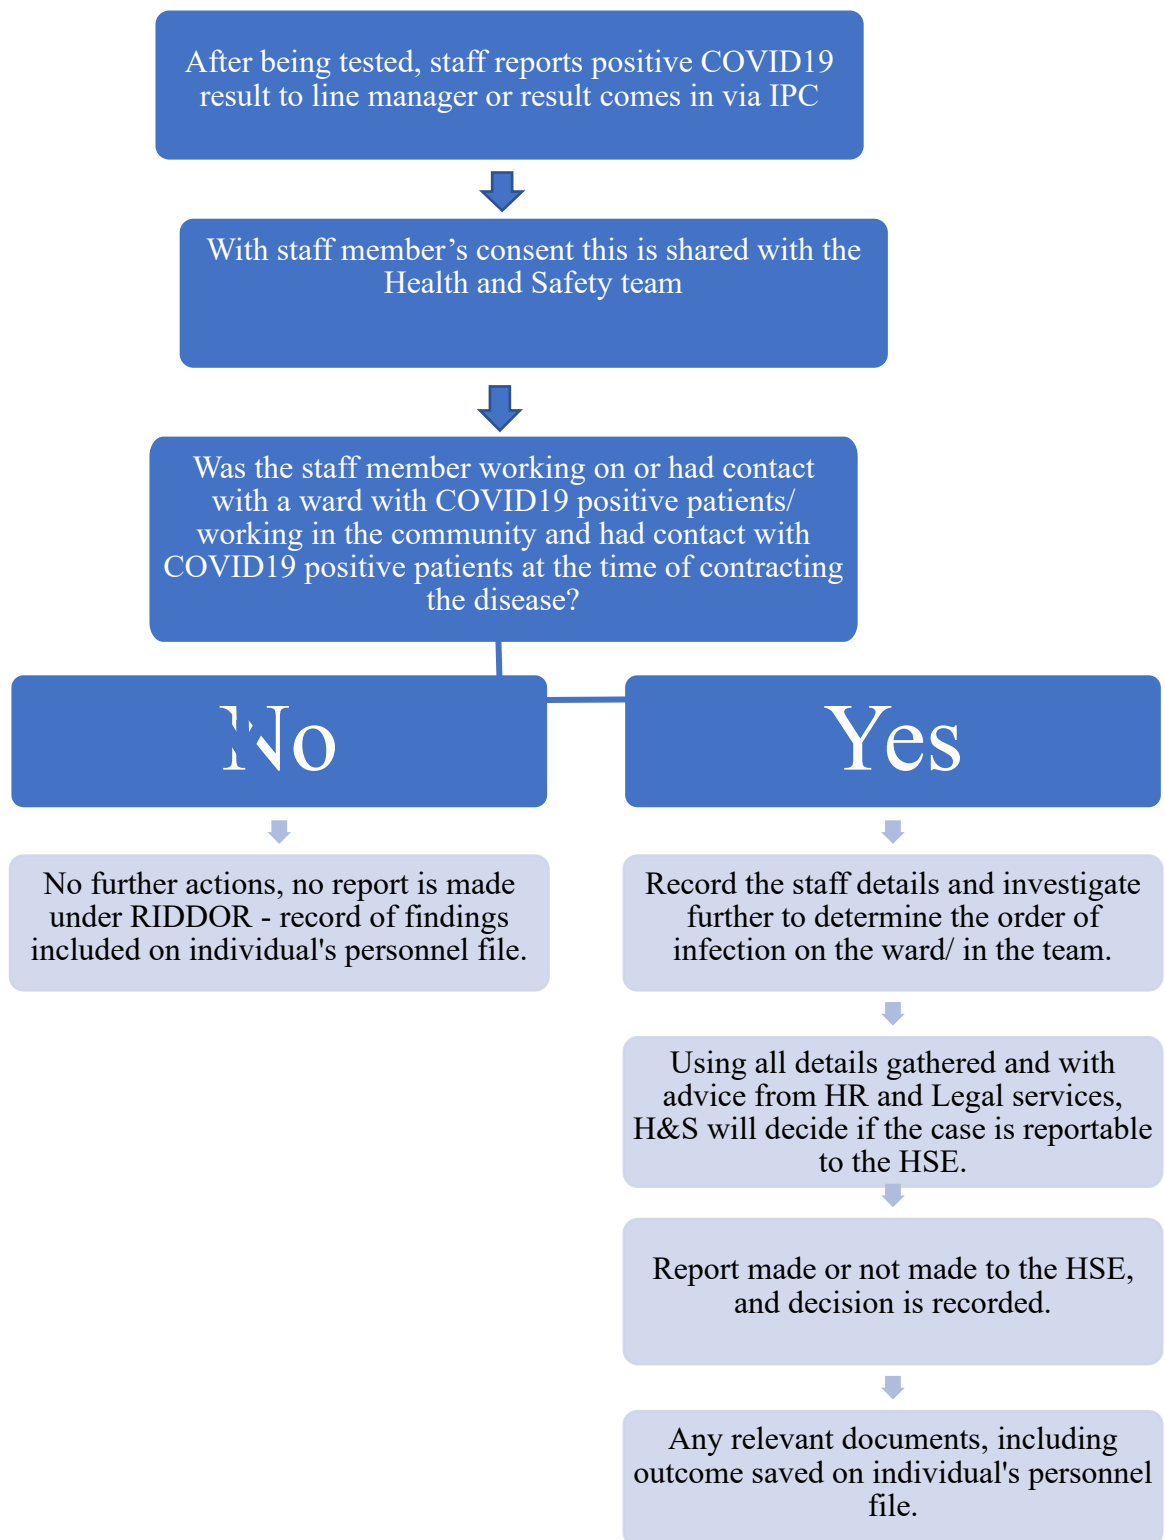 After being tested, staff reports positive COVID19
result to line manager or result comes in via IPC
With staff member’s consent this is shared with the
Health and Safety team
Was the staff member working on or had contact
with a ward with COVID19 positive patients/
working in the community and had contact with
COVID19 positive patients at the time of contracting
the disease?
No
Yes
No further actions, no report is made
under RIDDOR - record of findings
included on individual's personnel file.
Record the staff details and investigate
further to determine the order of
infection on the ward/ in the team.
Using all details gathered and with
advice from HR and Legal services,
H&S will decide if the case is reportable
to the HSE.
Report made or not made to the HSE,
and decision is recorded.
Any relevant documents, including
outcome saved on individual's personnel
file.